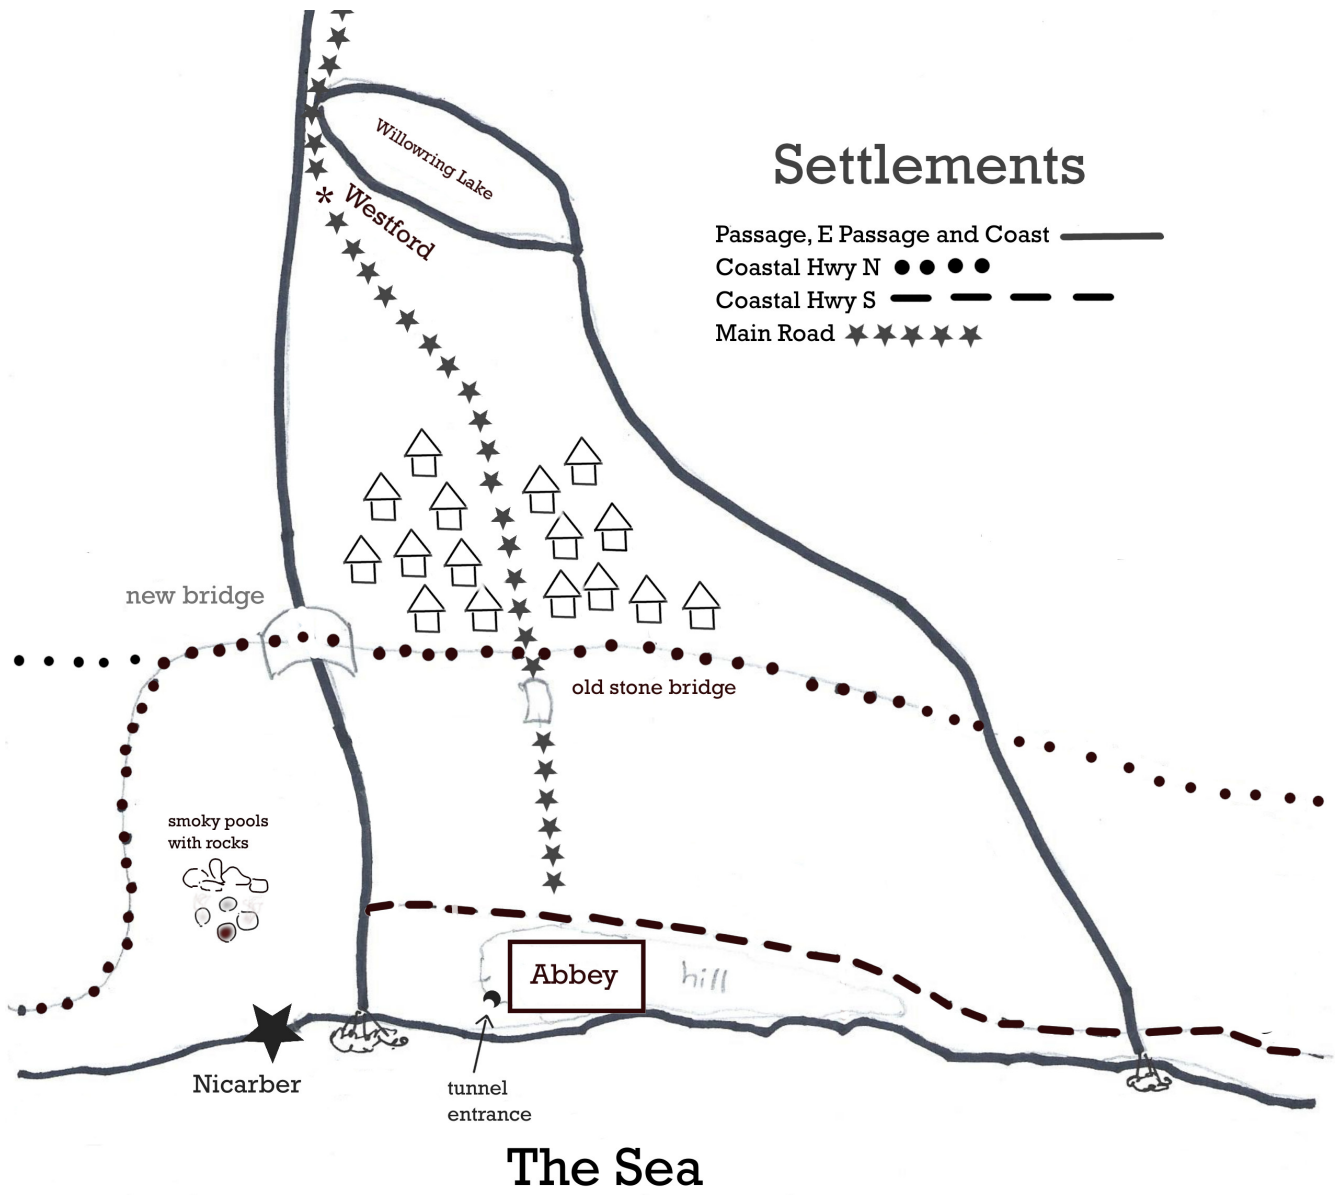 Willowring Lake
Settlements
* Westford
Passage, E Passage and Coast
Coastal Hwy N
Coastal Hwy S
Main Road
new bridge
old stone bridge
smoky pools
with rocks
Abbey
hill
Nicarber
tunnel
entrance
The Sea